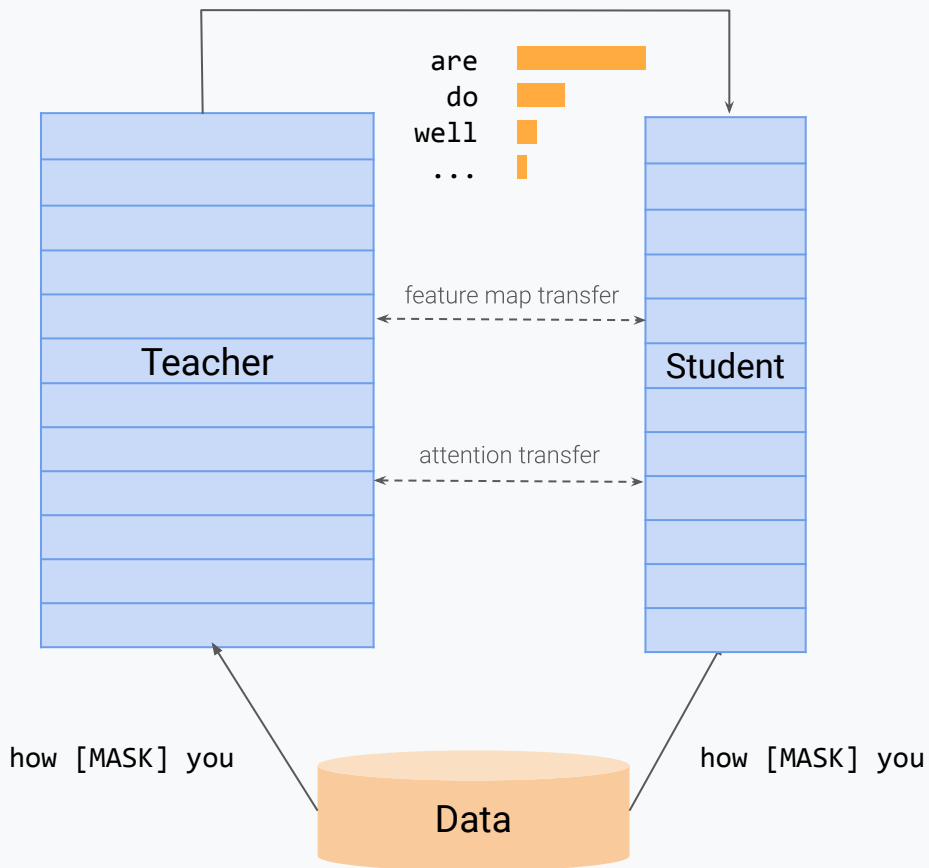 are
do
well
...
feature map transfer
Teacher
Student
attention transfer
how [MASK] you
how [MASK] you
Data